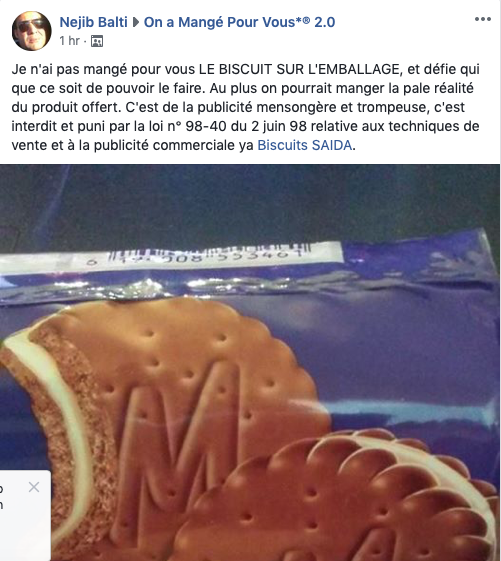 Nejib Balti ▶ On a Mangé Pour Vous*® 2.0
1 hr ·
Je n'ai pas mangé pour vous LE BISCUIT SUR L'EMBALLAGE, et défie qui
que ce soit de pouvoir le faire. Au plus on pourrait manger la pale réalité
du produit offert. C'est de la publicité mensongère et trompeuse, c'est
interdit et puni par la loi n° 98-40 du 2 juin 98 relative aux techniques de
vente et à la publicité commerciale ya Biscuits SAIDA.
M